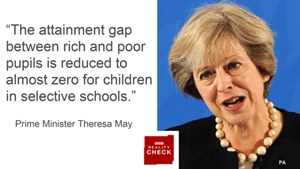 “The attainment gap
between rich and poor
pupils is reduced to
almost zero for children
in selective schools.”
Prime Minister Theresa May
BBC
REALITY
CHECK
PA